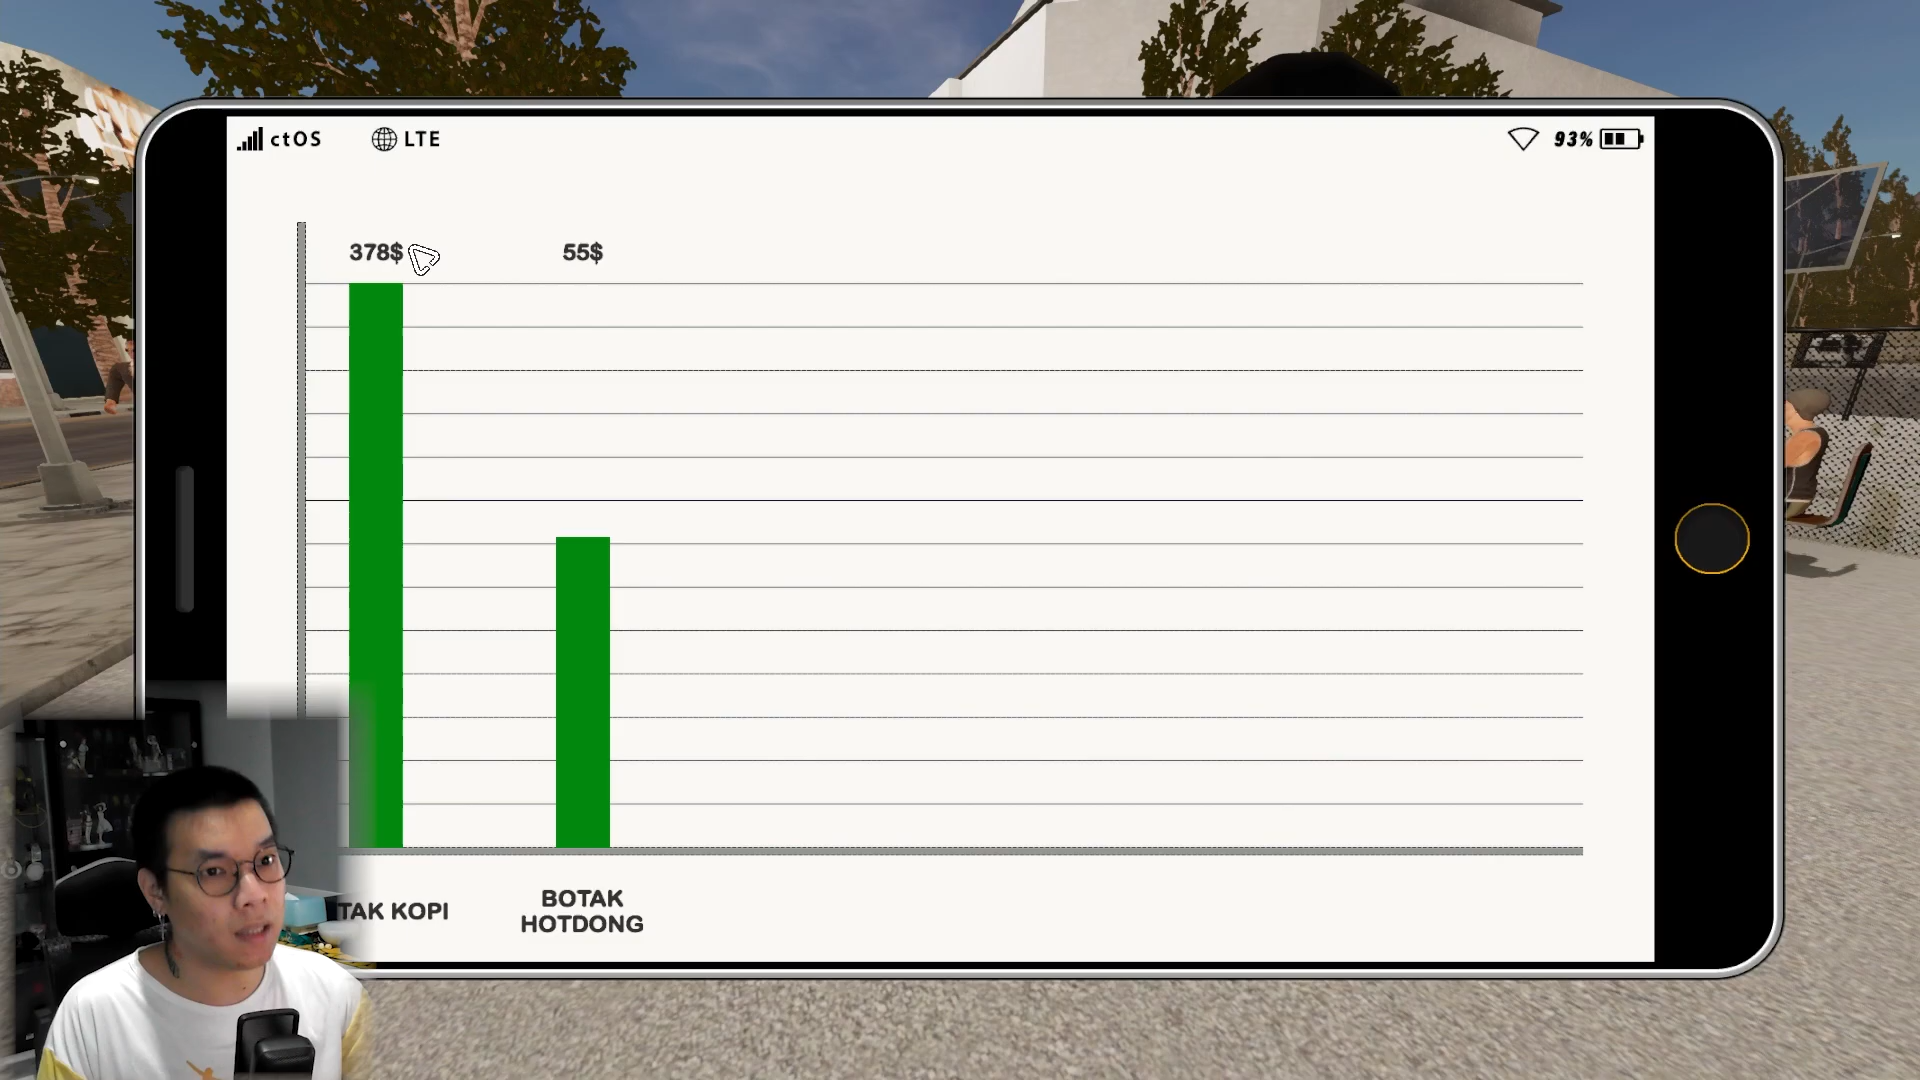 ctOS LTE 93%
378$ 55$
TAK KOPI
BOTAK
HOTDONG